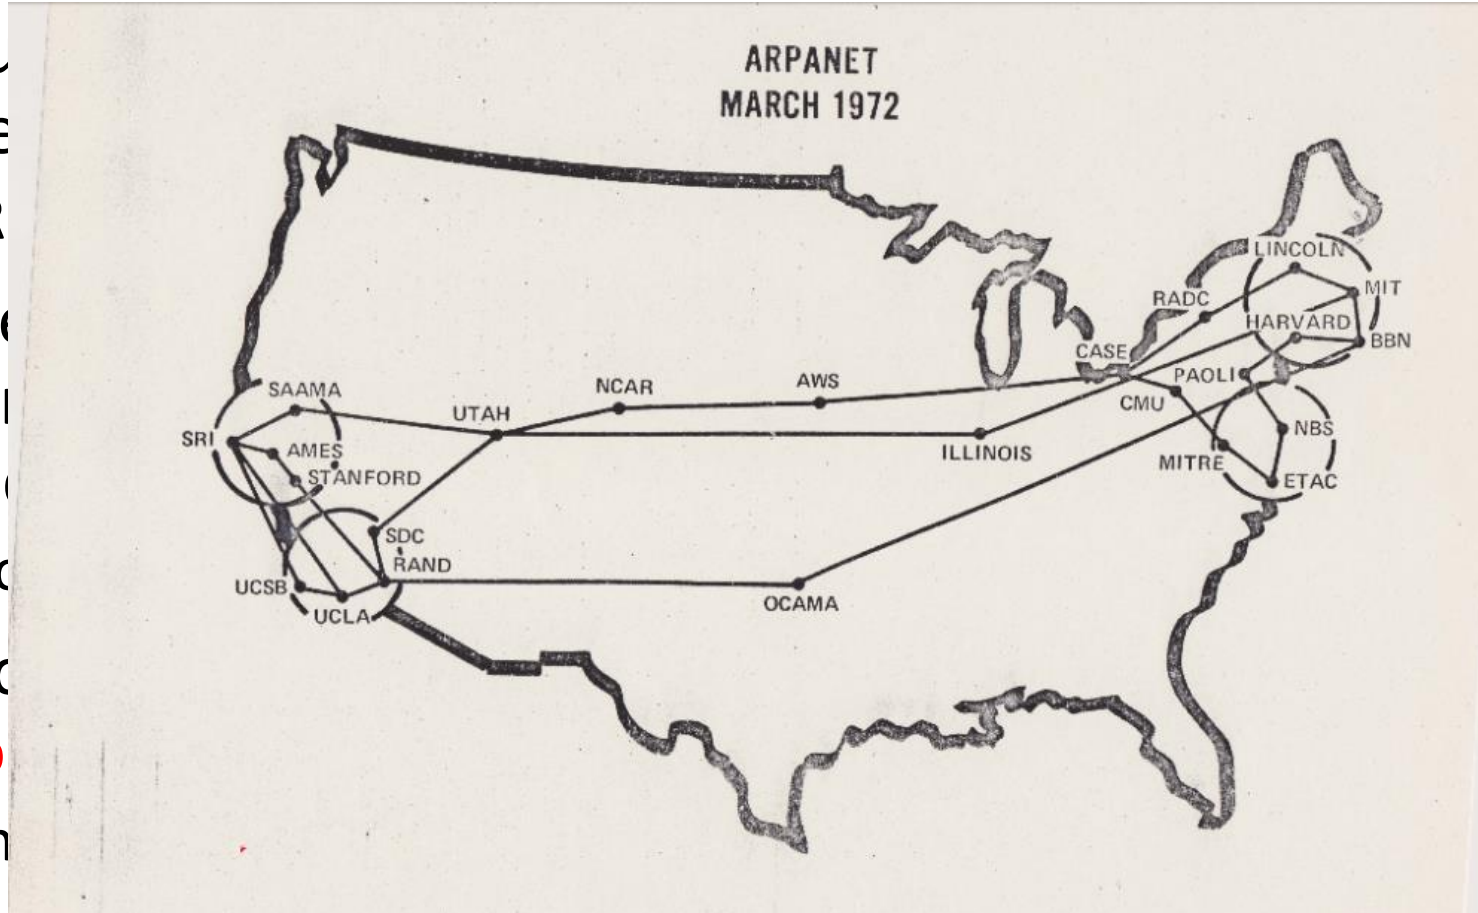 ARPANET
MARCH 1972
LINCOLN
MIT
RADC
HARVARD
BBN
CASE
PAOLI
SAAMA
NCAR
AWS
CMU
UTAH
SRI
AMES
NBS
ILLINOIS
MITRE
STANFORD
ETAC
SDC
RAND
UCSB
OCAMA
UCLA